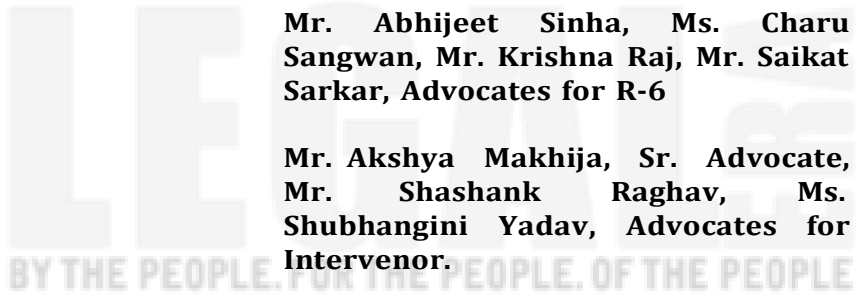 LEGAL ERA
Mr. Abhijeet Sinha, Ms. Charu
Sangwan, Mr. Krishna Raj, Mr. Saikat
Sarkar, Advocates for R-6
Mr. Akshya Makhija, Sr. Advocate,
Mr. Shashank Raghav, Ms.
Shubhangini Yadav, Advocates for
Intervenor.
BY THE PEOPLE. FOR THE PEOPLE. OF THE PEOPLE